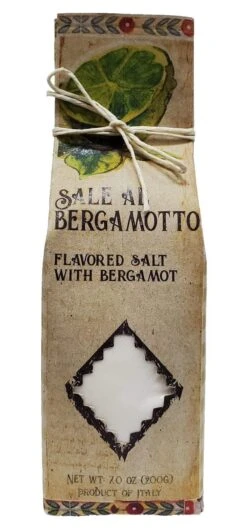 SALE AL
BERGAMOTTO
FLAVORED SALT
WITH BERGAMOT
NET WT 7.0 OZ (200G)
PRODUCT OF ITALY